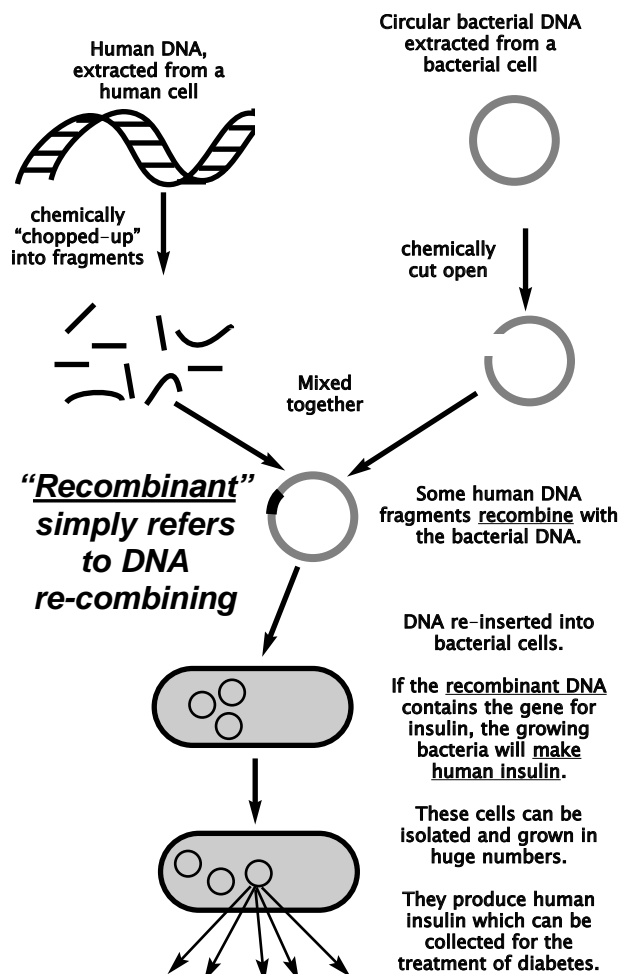 Human DNA,
extracted from a
human cell
Circular bacterial DNA
extracted from a
bacterial cell
chemically
“chopped-up”
into fragments
chemically
cut open
Mixed
together
“Recombinant”
simply refers
to DNA
re-combining
Some human DNA
fragments recombine with
the bacterial DNA.
DNA re-inserted into
bacterial cells.
If the recombinant DNA
contains the gene for
insulin, the growing
bacteria will make
human insulin.
These cells can be
isolated and grown in
huge numbers.
They produce human
insulin which can be
collected for the
treatment of diabetes.